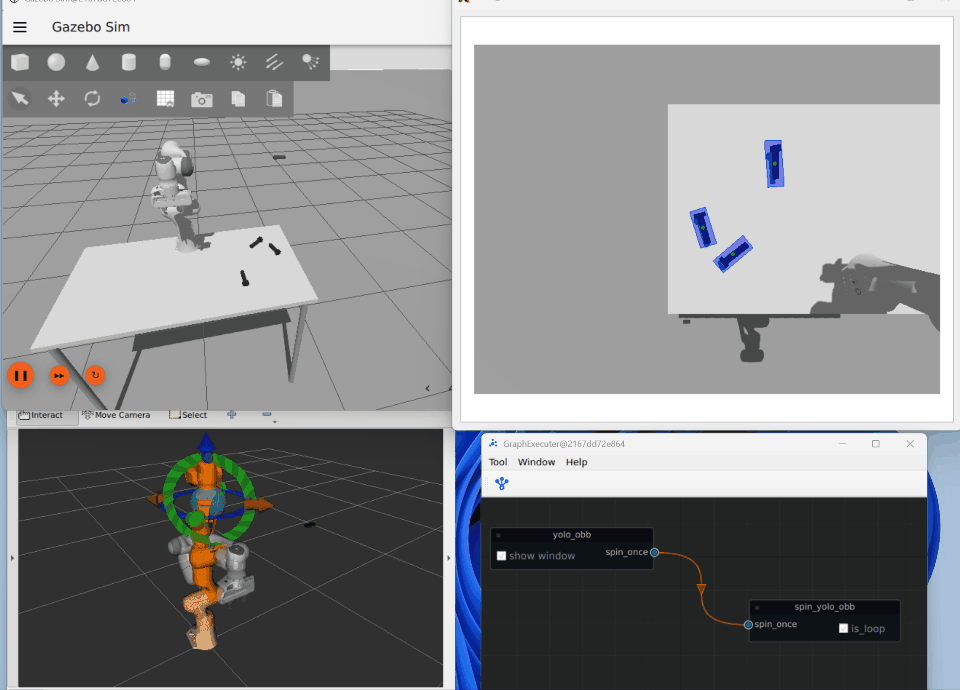 Gazebo Sim
Interact
Move Camera
Select
GraphExecuter@2167dd72e864
Tool
Window
Help
yolo_obb
show window
spin_once
spin_yolo_obb
spin_once
is_loop